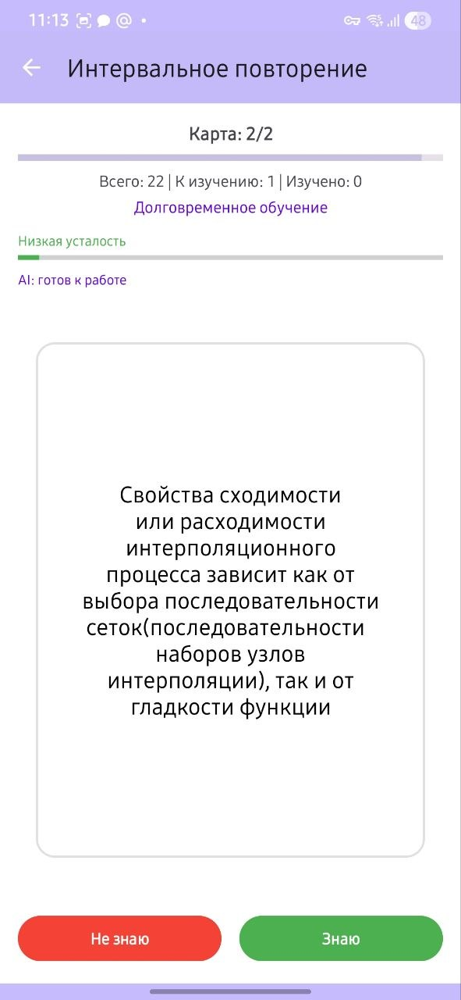 11:13
48
Интервальное повторение
Карта: 2/2
Всего: 22 | К изучению: 1 | Изучено: 0
Долговременное обучение
Низкая усталость
AI: готов к работе
Свойства сходимости
или расходимости
интерполяционного
процесса зависит как от
выбора последовательности
сеток(последовательности
наборов узлов
интерполяции), так и от
гладкости функции
Не знаю
Знаю